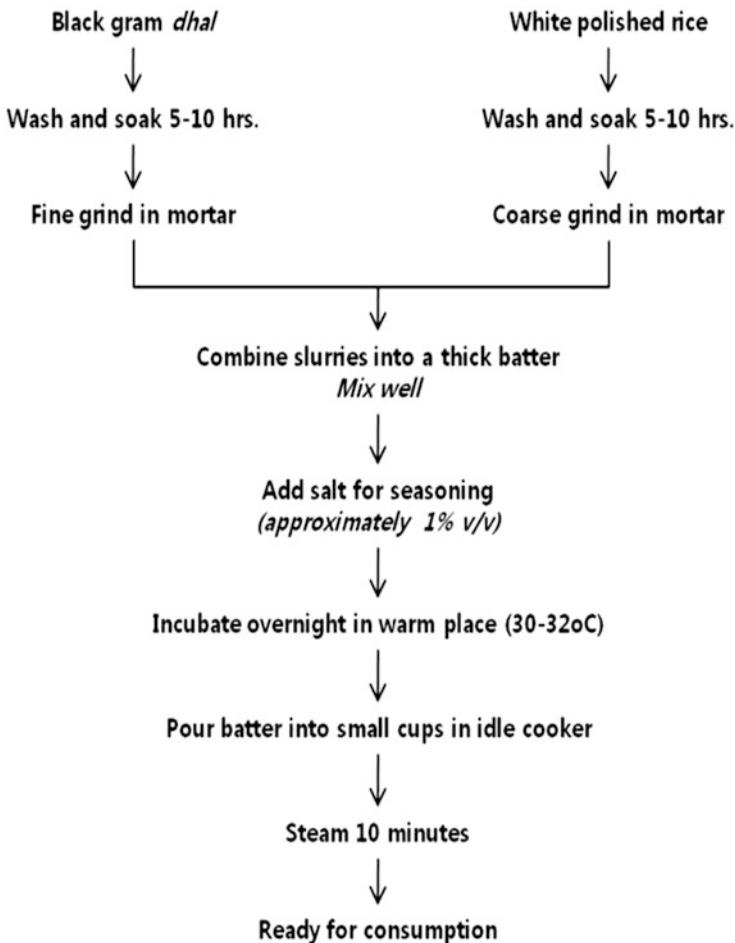 Black gram dhal
White polished rice
Wash and soak 5-10 hrs.
Wash and soak 5-10 hrs.
Fine grind in mortar
Coarse grind in mortar
Combine slurries into a thick batter
Mix well
Add salt for seasoning
(approximately 1% v/v)
Incubate overnight in warm place (30-32oC)
Pour batter into small cups in idle cooker
Steam 10 minutes
Ready for consumption